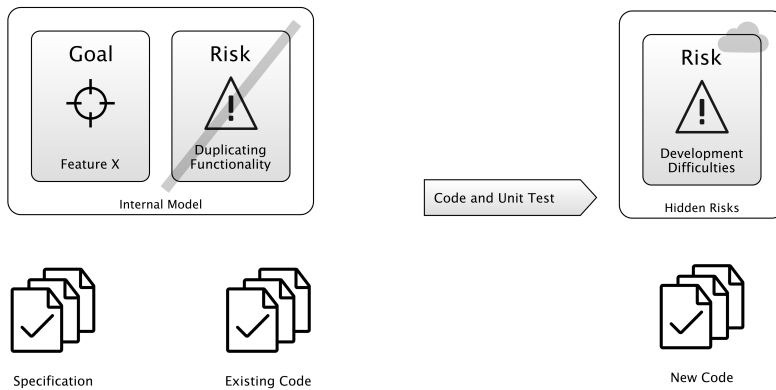 Goal
Feature X
Risk
Duplicating
Functionality
Internal Model
Code and Unit Test
Risk
Development
Difficulties
Hidden Risks
Specification
Existing Code
New Code